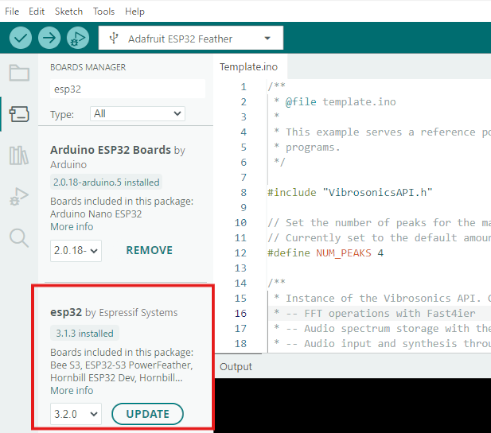 File Edit Sketch Tools Help
Adafruit ESP32 Feather
BOARDS MANAGER
esp32
Type: All
Arduino ESP32 Boards by
Arduino
2.0.18-arduino.5 installed
Boards included in this package:
Arduino Nano ESP32
More info
2.0.18- REMOVE
esp32 by Espressif Systems
3.1.3 installed
Boards included in this package:
Bee S3, ESP32-S3 PowerFeather,
Hornbill ESP32 Dev, Hornbill...
More info
3.2.0 UPDATE
Template.ino
1 /**
2 * @file template.ino
3 *
4 * This example serves a reference po
5 * programs.
6 */
7
8 #include "VibrosonicsAPI.h"
9
10 // Set the number of peaks for the ma
11 // Currently set to the default amoun
12 #define NUM_PEAKS 4
13
14 /**
15 * Instance of the Vibrosonics API. C
16 * -- FFT operations with Fast4ier
17 * -- Audio spectrum storage with the
18 * -- Audio input and synthesis throu
Output